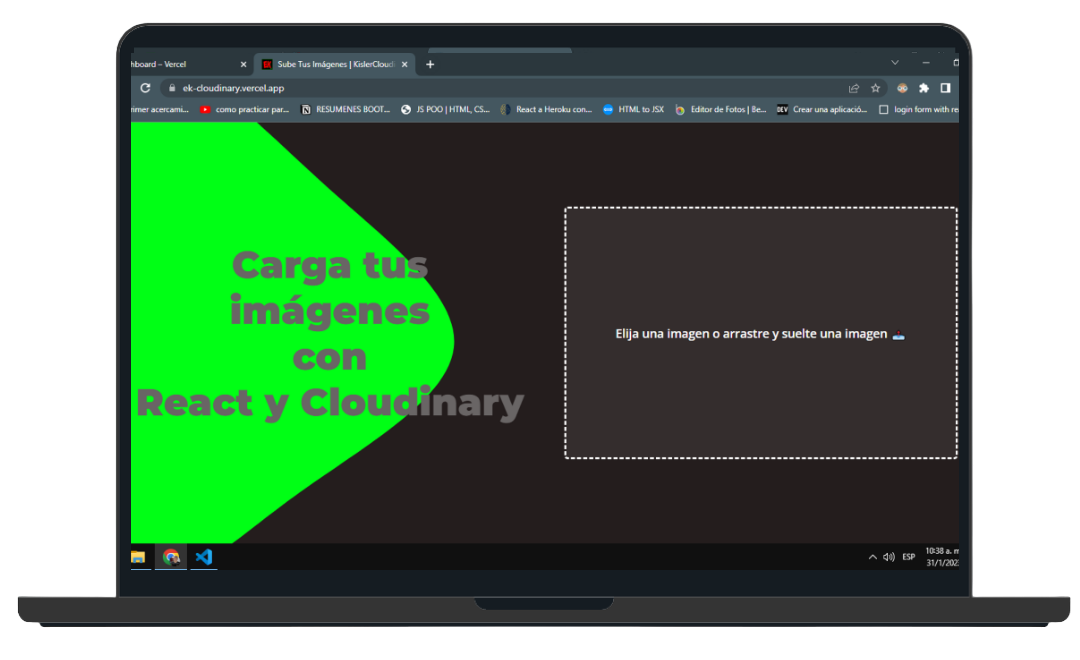 hboard – Vercel
Sube Tus Imágenes | KislerCloudi
ek-cloudinary.vercel.app
rimer acercami...
como practicar par...
RESUMENES BOOT...
JS POO | HTML, CS...
React a Heroku con...
HTML to JSX
Editor de Fotos | Be...
DEV Crear una aplicació...
login form with re
Carga tus
imágenes
con
React y Cloudinary
Elija una imagen o arrastre y suelte una imagen
ESP
10:38 a. m
31/1/202